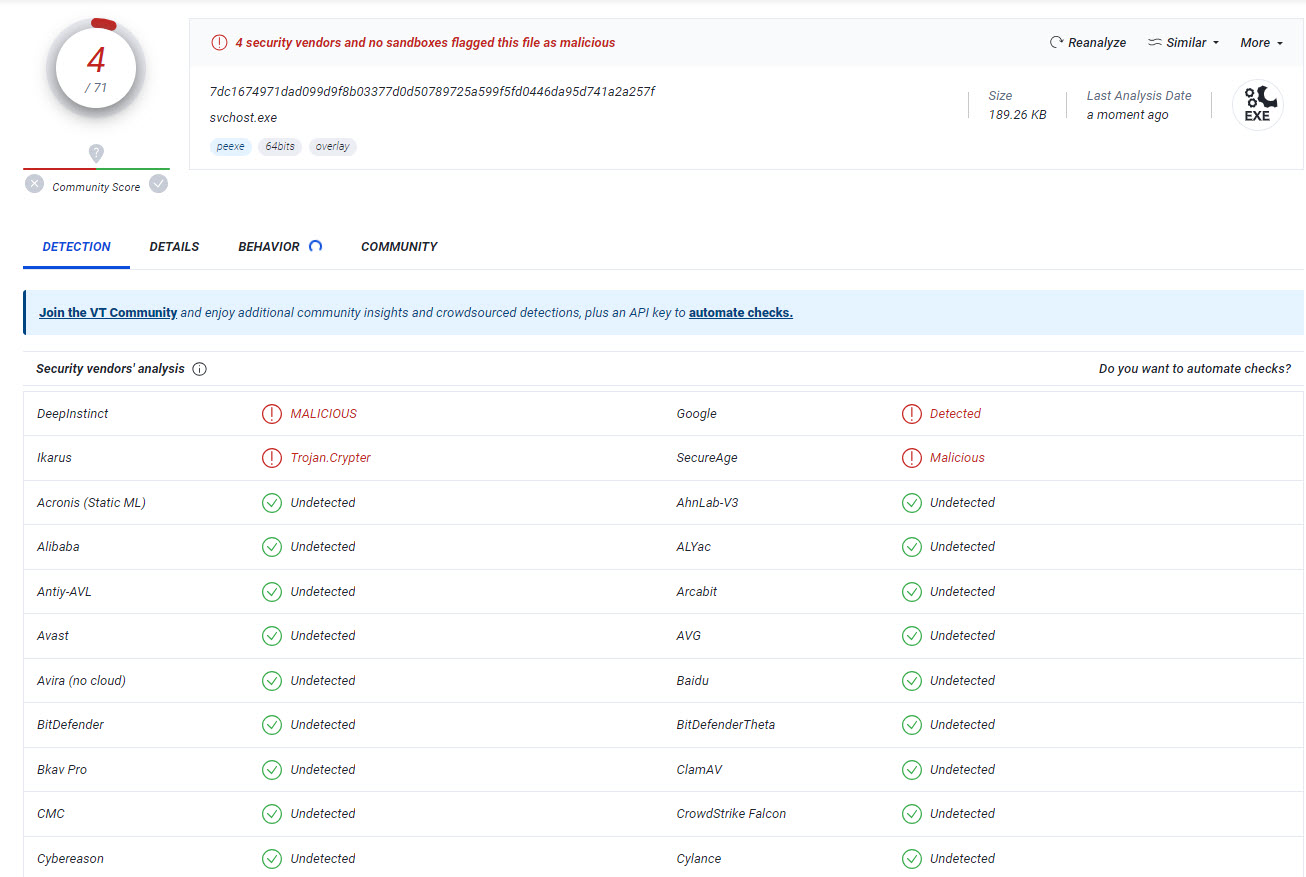 4
/ 71
Community Score
4 security vendors and no sandboxes flagged this file as malicious
Reanalyze Similar More
7dc1674971dad099d9f8b03377d0d50789725a599f5fd0446da95d741a2a257f
svchost.exe
peexe 64bits overlay
Size
189.26 KB
Last Analysis Date
a moment ago
EXE
DETECTION DETAILS BEHAVIOR COMMUNITY
Join the VT Community and enjoy additional community insights and crowdsourced detections, plus an API key to automate checks.
Security vendors' analysis Do you want to automate checks?
DeepInstinct MALICIOUS Google Detected
Ikarus Trojan.Crypter SecureAge Malicious
Acronis (Static ML) Undetected AhnLab-V3 Undetected
Alibaba Undetected ALYac Undetected
Antiy-AVL Undetected Arcabit Undetected
Avast Undetected AVG Undetected
Avira (no cloud) Undetected Baidu Undetected
BitDefender Undetected BitDefenderTheta Undetected
Bkav Pro Undetected ClamAV Undetected
CMC Undetected CrowdStrike Falcon Undetected
Cybereason Undetected Cylance Undetected